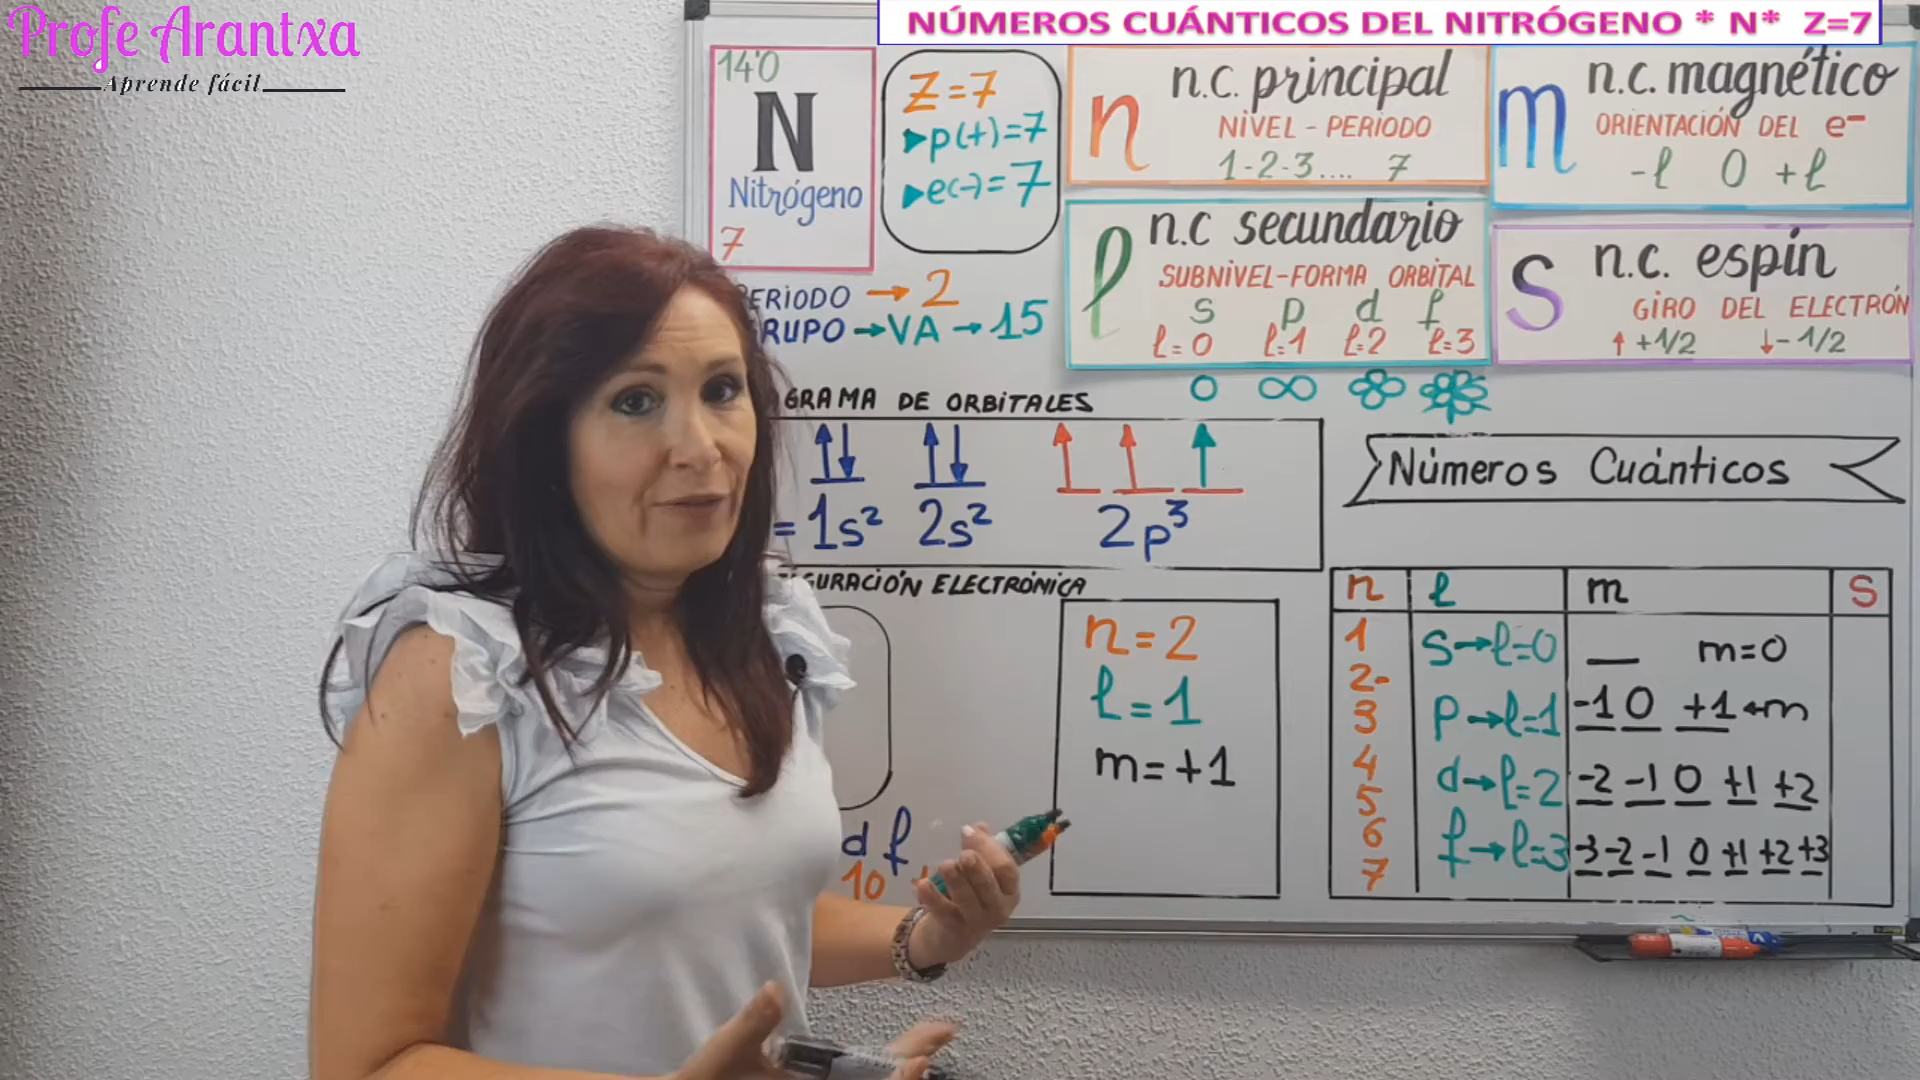 Profe Arantxa
Aprende fácil
NÚMEROS CUÁNTICOS DEL NITRÓGENO * N* Z=7
14'0
N
Nitrógeno
7
Z=7
p(+)=7
e(-)=7
ERIODO → 2
RUPO → VA → 15
n
n.c. principal
NIVEL - PERIODO
1-2-3.... 7
m
n.c. magnético
ORIENTACIÓN DEL e-
-l 0 +l
l
n.c secundario
SUBNIVEL-FORMA ORBITAL
s p d f
l=0 l=1 l=2 l=3
S
n.c. espín
GIRO DEL ELECTRÓN
↑ +1/2 ↓ - 1/2
GRAMA DE ORBITALES
= 1s² 2s² 2p³
IGURACIÓN ELECTRÓNICA
d f
10
n=2
l=1
m=+1
Números Cuánticos
n l m S
1 s→l=0 m=0
2-
3 p→l=1 -1 0 +1←m
4 d→l=2 -2 -1 0 +1 +2
5
6 f→l=3 -3 -2 -1 0 +1 +2 +3
7